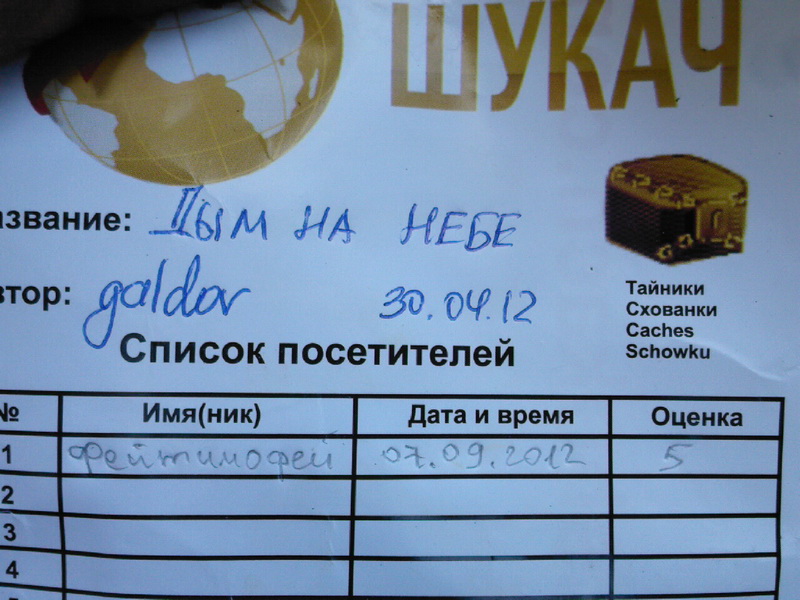 ШУКАЧ
азвание: Дым НА НЕБЕ
втор: galdor 30.04.12
Тайники
Схованки
Caches
Schowku
Список посетителей
№ Имя(ник) Дата и время Оценка
1 Фейтимофей 07.09.2012 5
2
3
4